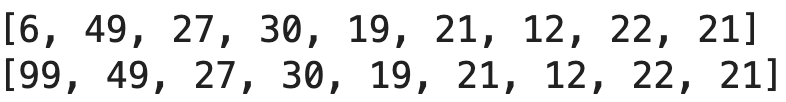 [6, 49, 27, 30, 19, 21, 12, 22, 21]
[99, 49, 27, 30, 19, 21, 12, 22, 21]